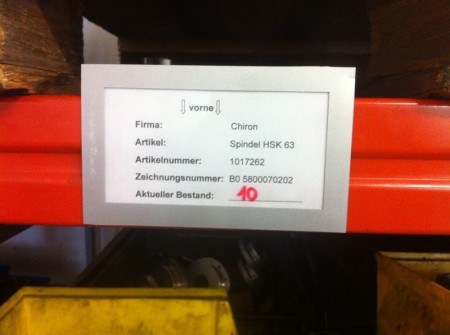 ⇩ vorne ⇩
Firma: Chiron
Artikel: Spindel HSK 63
Artikelnummer: 1017262
Zeichnungsnummer: B0 5800070202
Aktueller Bestand: 10